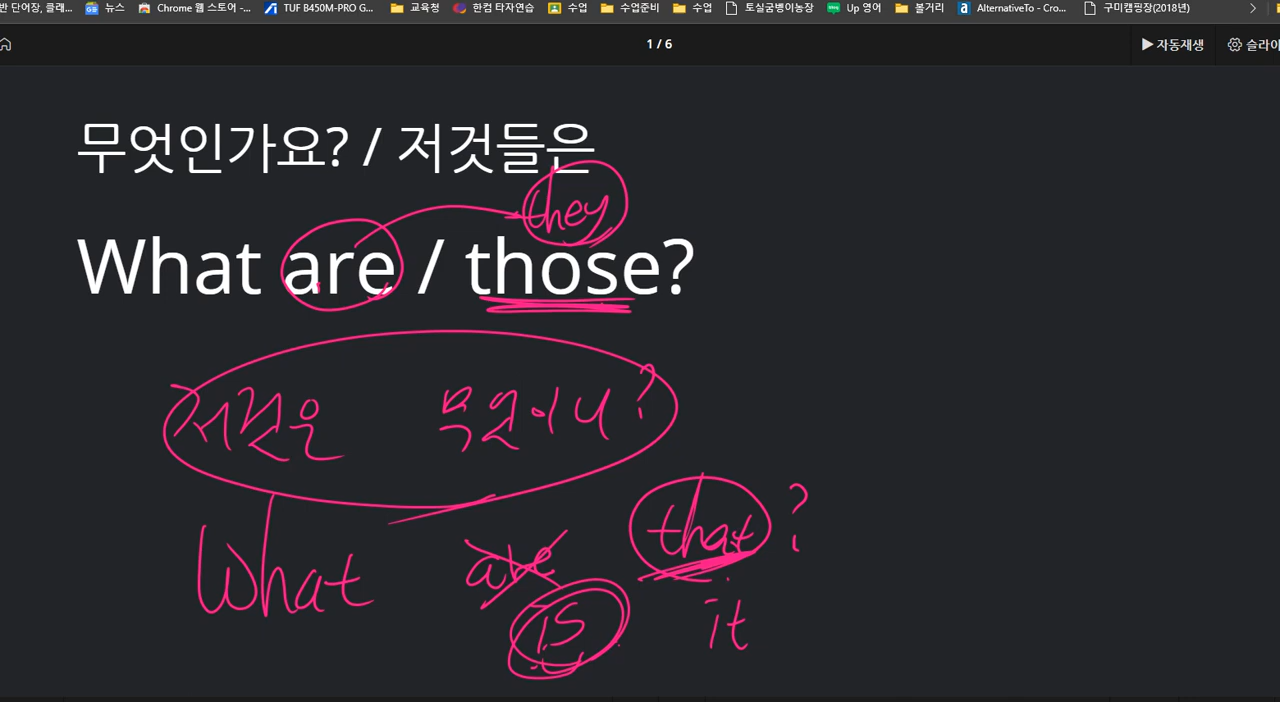 반 단어장, 클래... 뉴스 Chrome 웹 스토어 -... TUF B450M-PRO G... 교육청 한컴 타자연습 수업 수업준비 수업 토실굼벵이농장 Up 영어 볼거리 AlternativeTo - Cro... 구미캠핑장(2018년)
1 / 6 자동재생 슬라이
무엇인가요? / 저것들은
they
What are / those?
저것은 무엇이니?
What are that?
is it